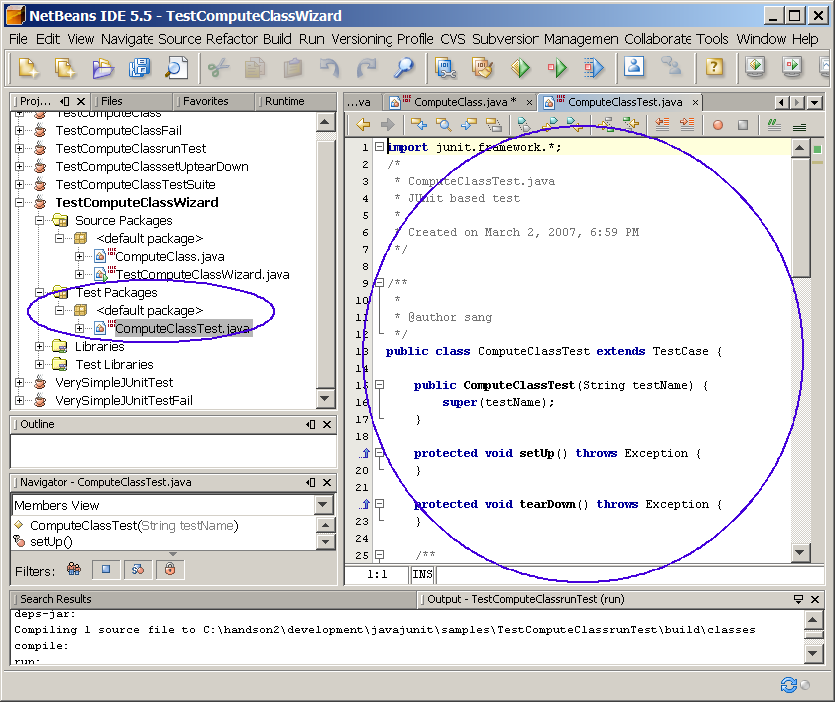 NetBeans IDE 5.5 - TestComputeClassWizard
File Edit View Navigate Source Refactor Build Run Versioning Profile CVS Subversion Managemen Collaborate Tools Window Help
Proj... Files Favorites Runtime
TestComputeClass
TestComputeClassFail
TestComputeClassrunTest
TestComputeClasssetUptearDown
TestComputeClassTestSuite
TestComputeClassWizard
Source Packages
<default package>
ComputeClass.java
TestComputeClassWizard.java
Test Packages
<default package>
ComputeClassTest.java
Libraries
Test Libraries
VerySimpleJUnitTest
VerySimpleJUnitTestFail
Outline
Navigator - ComputeClassTest.java
Members View
ComputeClassTest(String testName)
setUp()
Filters:
...va ComputeClass.java * ComputeClassTest.java
1 import junit.framework.*;
2 /*
3 * ComputeClassTest.java
4 * JUnit based test
5 *
6 * Created on March 2, 2007, 6:59 PM
7 */
8
9 /**
10 *
11 * @author sang
12 */
13 public class ComputeClassTest extends TestCase {
14
15 public ComputeClassTest(String testName) {
16 super(testName);
17 }
18
protected void setUp() throws Exception {
20 }
21
protected void tearDown() throws Exception {
23 }
24
25 /**
1:1 INS
Search Results
Output - TestComputeClassrunTest (run)
deps-jar:
Compiling 1 source file to C:\handson2\development\javajunit\samples\TestComputeClassrunTest\build\classes
compile:
run: